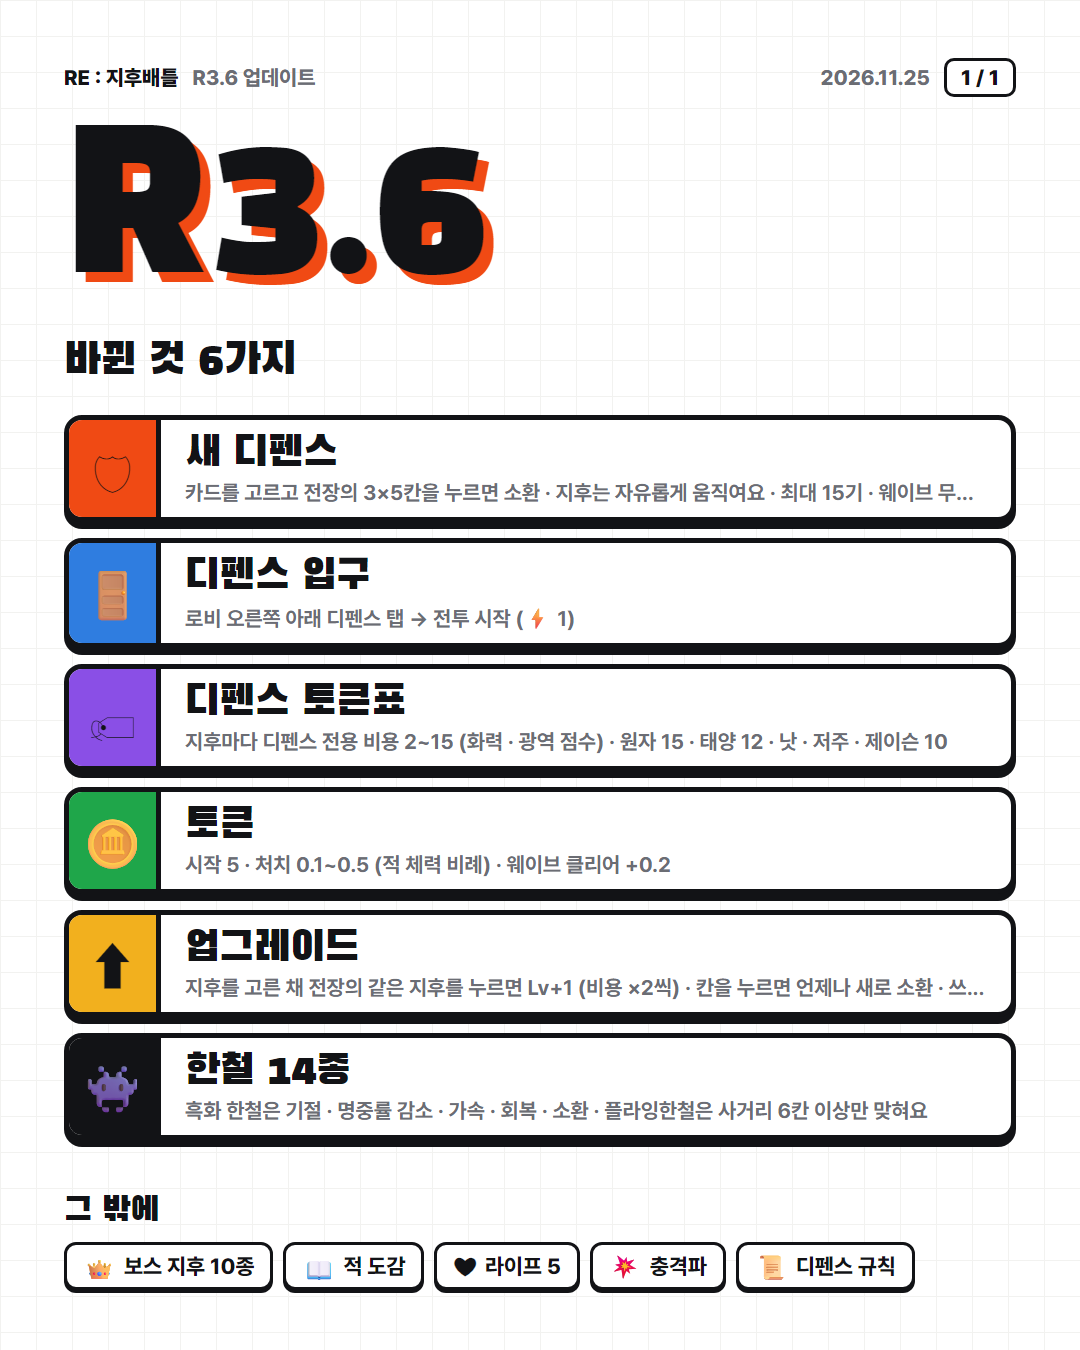 RE : 지후배틀 R3.6 업데이트 2026.11.25 1 / 1
R3.6
바뀐 것 6가지
새 디펜스
카드를 고르고 전장의 3×5칸을 누르면 소환 · 지후는 자유롭게 움직여요 · 최대 15기 · 웨이브 무...
디펜스 입구
로비 오른쪽 아래 디펜스 탭 → 전투 시작 (⚡ 1)
디펜스 토큰표
지후마다 디펜스 전용 비용 2~15 (화력 · 광역 점수) · 원자 15 · 태양 12 · 낫 · 저주 · 제이슨 10
토큰
시작 5 · 처치 0.1~0.5 (적 체력 비례) · 웨이브 클리어 +0.2
업그레이드
지후를 고른 채 전장의 같은 지후를 누르면 Lv+1 (비용 ×2씩) · 칸을 누르면 언제나 새로 소환 · 쓰...
한철 14종
흑화 한철은 기절 · 명중률 감소 · 가속 · 회복 · 소환 · 플라잉한철은 사거리 6칸 이상만 맞혀요
그 밖에
보스 지후 10종 적 도감 라이프 5 충격파 디펜스 규칙